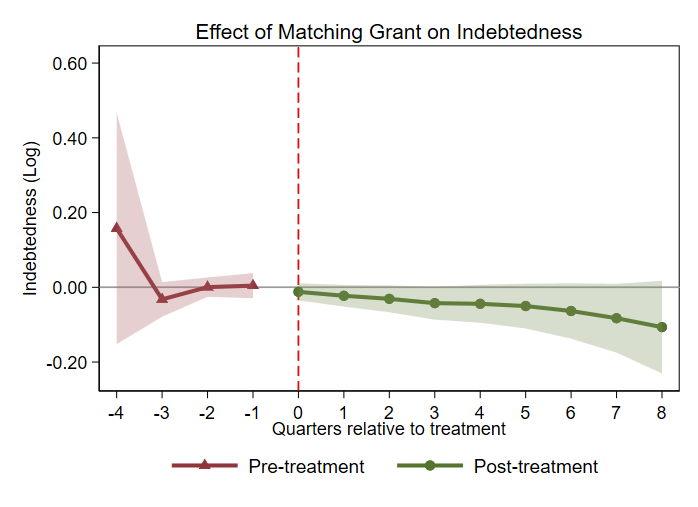 Effect of Matching Grant on Indebtedness
Indebtedness (Log)
0.60
0.40
0.20
0.00
-0.20
-4 -3 -2 -1 0 1 2 3 4 5 6 7 8
Quarters relative to treatment
Pre-treatment Post-treatment